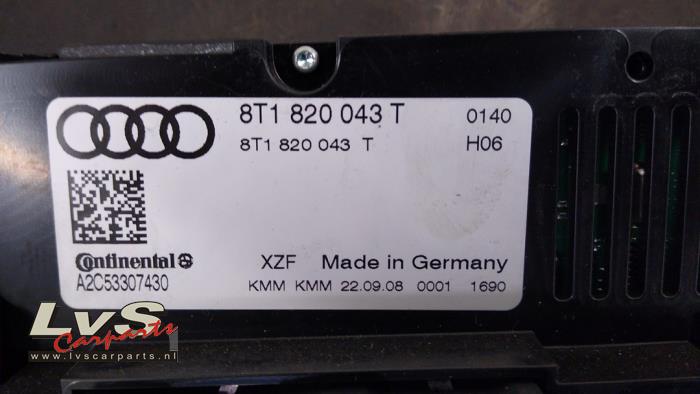 8T1 820 043 T 0140
8T1 820 043 T H06
Continental
A2C53307430
XZF Made in Germany
KMM KMM 22.09.08 0001 1690
LvS
Carparts
www.lvscarparts.nl